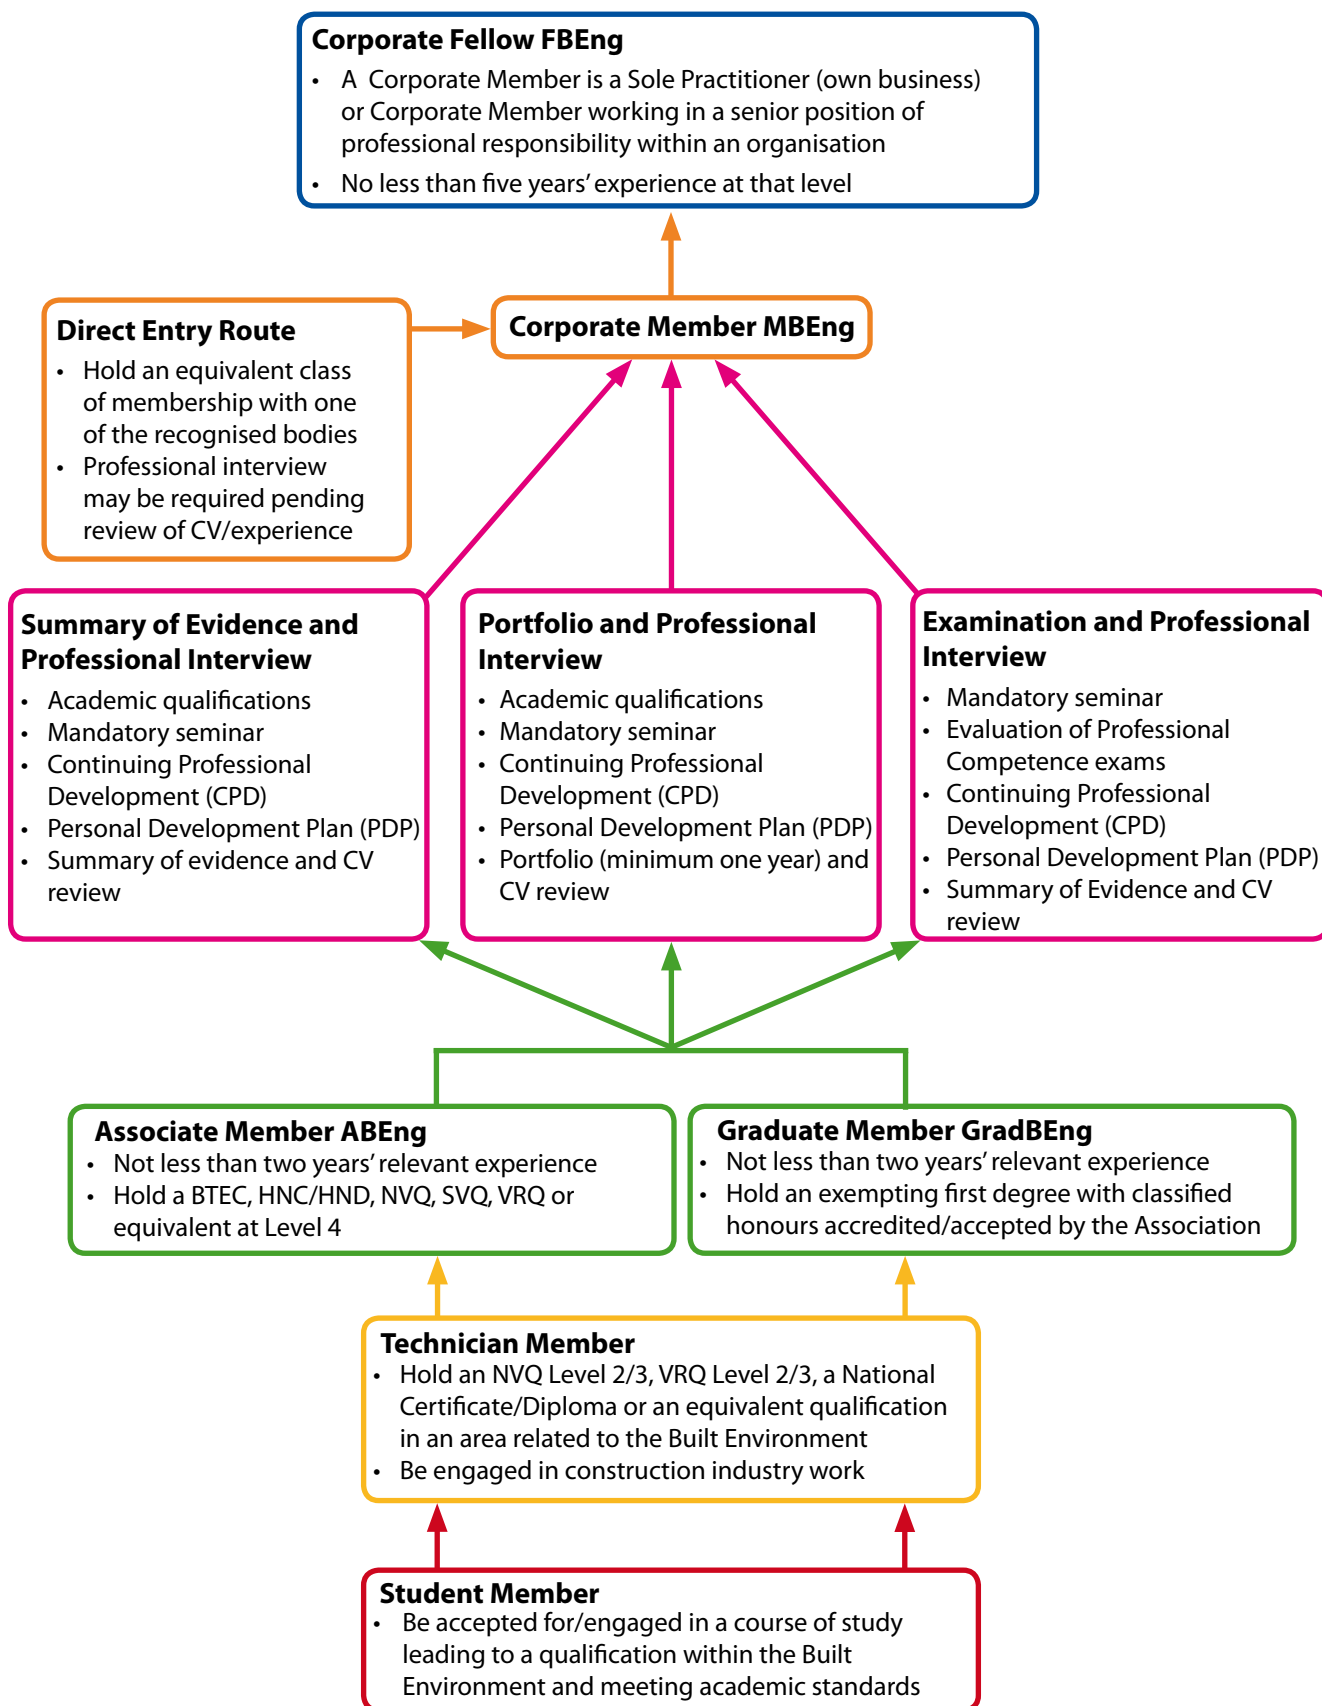 Corporate Fellow FBEng
• A  Corporate Member is a Sole Practitioner (own business)
or Corporate Member working in a senior position of
professional responsibility within an organisation
• No less than five years’ experience at that level
Direct Entry Route
• Hold an equivalent class
of membership with one
of the recognised bodies
• Professional interview
may be required pending
review of CV/experience
Corporate Member MBEng
Summary of Evidence and
Professional Interview
• Academic qualifications
• Mandatory seminar
• Continuing Professional
Development (CPD)
• Personal Development Plan (PDP)
• Summary of evidence and CV
review
Portfolio and Professional
Interview
• Academic qualifications
• Mandatory seminar
• Continuing Professional
Development (CPD)
• Personal Development Plan (PDP)
• Portfolio (minimum one year) and
CV review
Examination and Professional
Interview
• Mandatory seminar
• Evaluation of Professional
Competence exams
• Continuing Professional
Development (CPD)
• Personal Development Plan (PDP)
• Summary of Evidence and CV
review
Associate Member ABEng
• Not less than two years’ relevant experience
• Hold a BTEC, HNC/HND, NVQ, SVQ, VRQ or
equivalent at Level 4
Graduate Member GradBEng
• Not less than two years’ relevant experience
• Hold an exempting first degree with classified
honours accredited/accepted by the Association
Technician Member
• Hold an NVQ Level 2/3, VRQ Level 2/3, a National
Certificate/Diploma or an equivalent qualification
in an area related to the Built Environment
• Be engaged in construction industry work
Student Member
• Be accepted for/engaged in a course of study
leading to a qualification within the Built
Environment and meeting academic standards